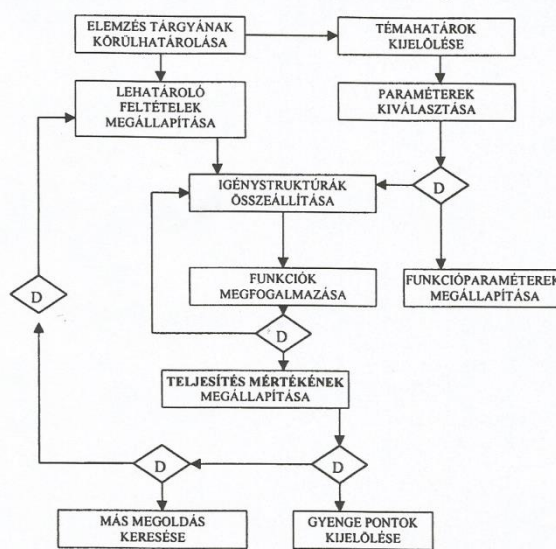 ELEMZÉS TÁRGYÁNAK
KÖRÜLHATÁROLÁSA
TÉMAHATÁROK
KIJELÖLÉSE
LEHATÁROLÓ
FELTÉTELEK
MEGÁLLAPÍTÁSA
PARAMÉTEREK
KIVÁLASZTÁSA
IGÉNYSTRUKTÚRÁK
ÖSSZEÁLLÍTÁSA
D
FUNKCIÓK
MEGFOGALMAZÁSA
FUNKCIÓPARAMÉTEREK
MEGÁLLAPÍTÁSA
D
D
TELJESÍTÉS MÉRTÉKÉNEK
MEGÁLLAPÍTÁSA
D
D
MÁS MEGOLDÁS
KERESÉSE
GYENGE PONTOK
KIJELÖLÉSE